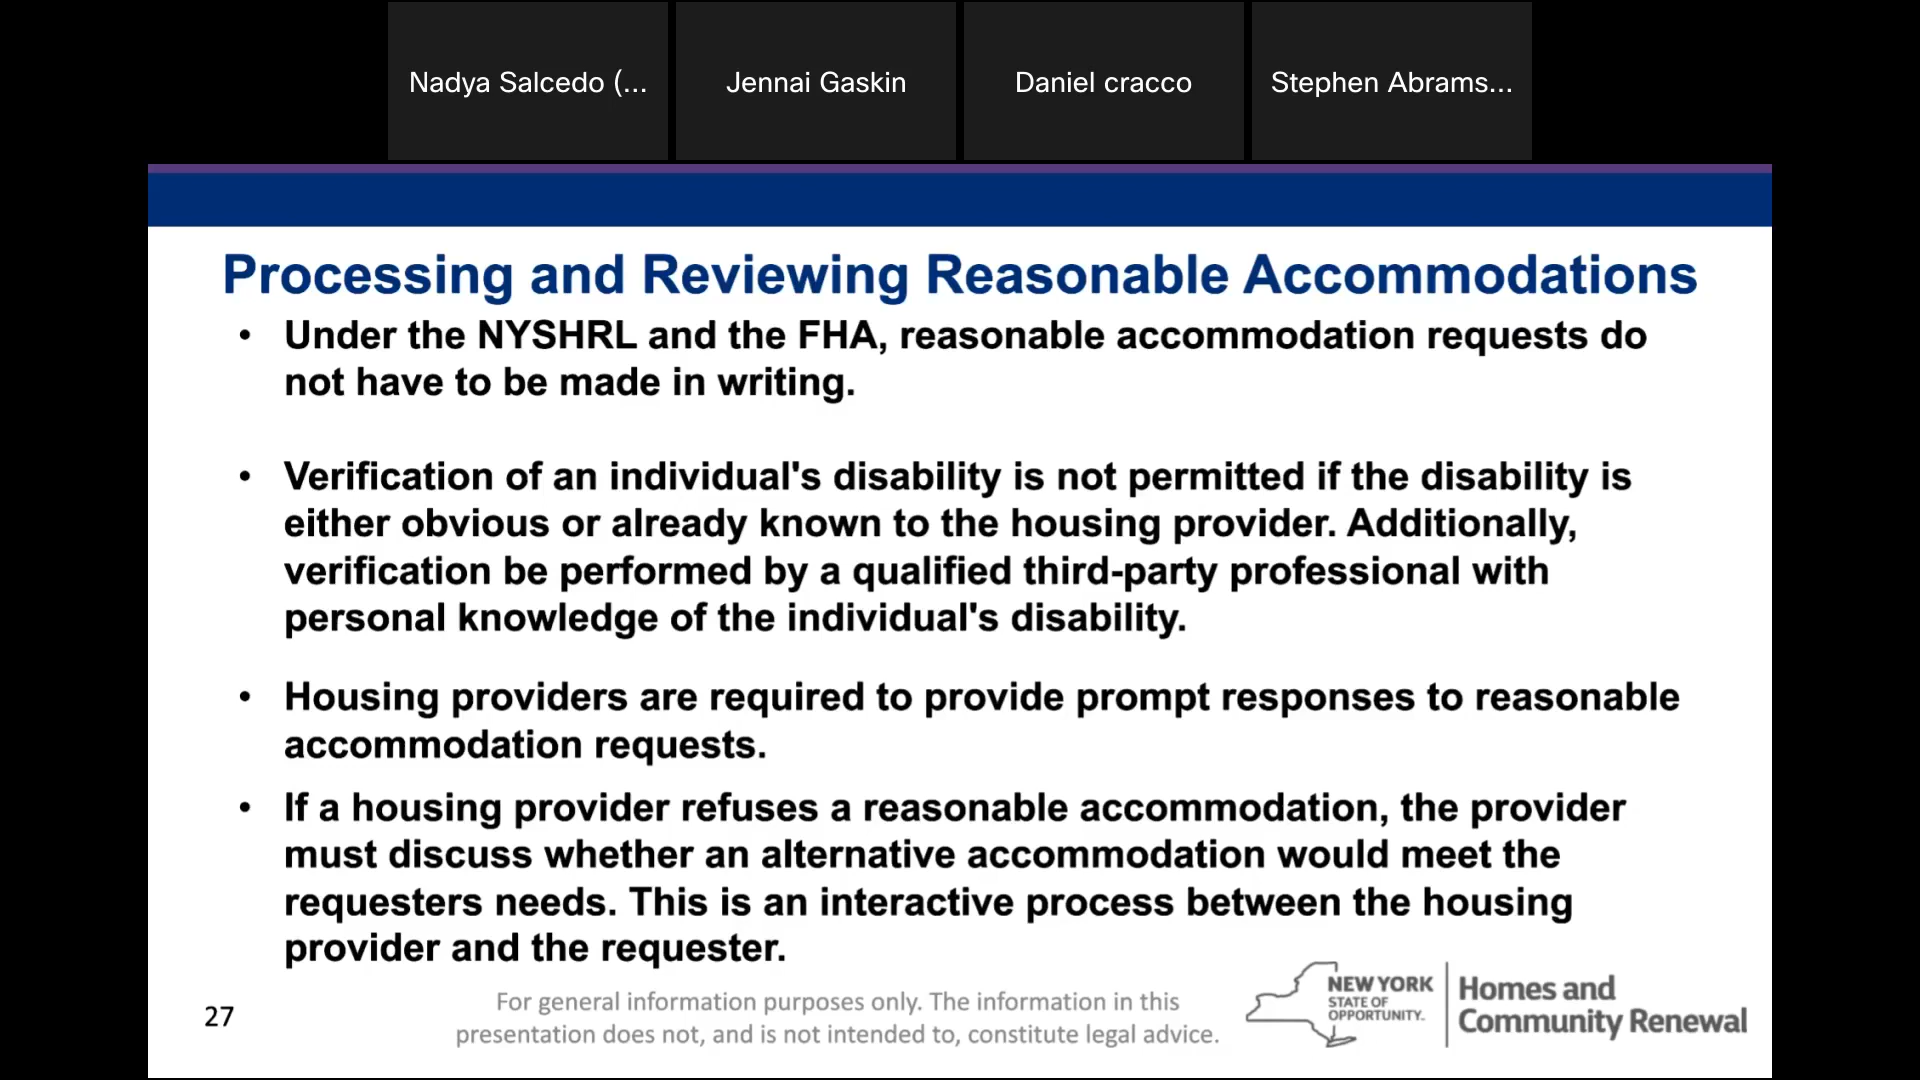 Nadya Salcedo (...
Jennai Gaskin
Daniel cracco
Stephen Abrams...
Processing and Reviewing Reasonable Accommodations
• Under the NYSHRL and the FHA, reasonable accommodation requests do
not have to be made in writing.
• Verification of an individual's disability is not permitted if the disability is
either obvious or already known to the housing provider. Additionally,
verification be performed by a qualified third-party professional with
personal knowledge of the individual's disability.
• Housing providers are required to provide prompt responses to reasonable
accommodation requests.
• If a housing provider refuses a reasonable accommodation, the provider
must discuss whether an alternative accommodation would meet the
requesters needs. This is an interactive process between the housing
provider and the requester.
27
For general information purposes only. The information in this
presentation does not, and is not intended to, constitute legal advice.
NEW YORK
STATE OF
OPPORTUNITY.
Homes and
Community Renewal